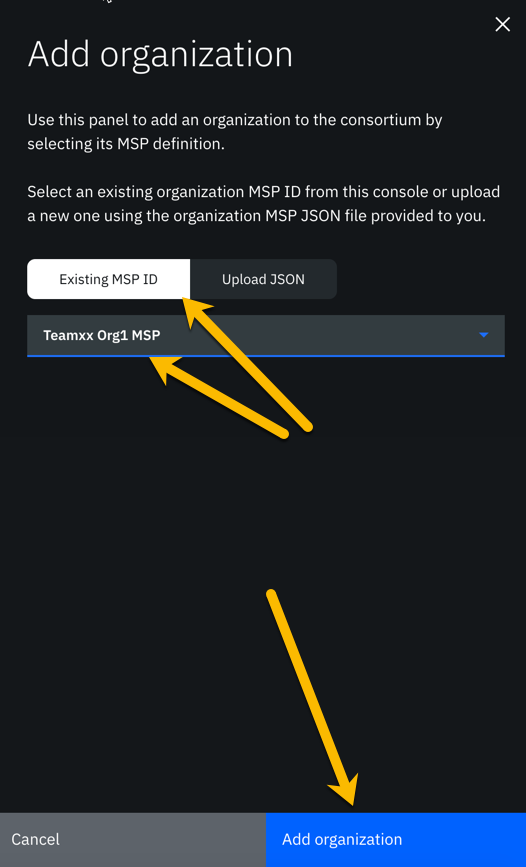 Add organization
Use this panel to add an organization to the consortium by
selecting its MSP definition.
Select an existing organization MSP ID from this console or upload
a new one using the organization MSP JSON file provided to you.
Existing MSP ID
Upload JSON
Teamxx Org1 MSP
Cancel
Add organization